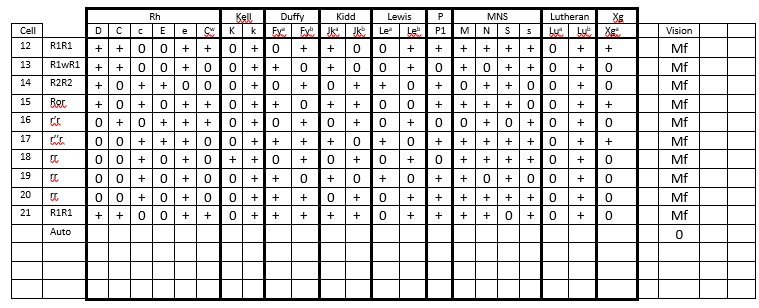 Rh Kell Duffy Kidd Lewis P MNS Lutheran Xg
Cell D C c E e Cʷ K k Fyᵃ Fyᵇ Jkᵃ Jkᵇ Leᵃ Leᵇ P1 M N S s Luᵃ Luᵇ Xgᵃ Vision
12 R1R1 + + 0 0 + + 0 + 0 + + + 0 + + + + + + 0 + + Mf
13 R1wR1 + + 0 0 + 0 0 + + 0 + 0 0 + 0 + 0 + + 0 + 0 Mf
14 R2R2 + 0 + + 0 0 0 + 0 + + 0 0 + + 0 + + 0 0 + 0 Mf
15 Ror + 0 + 0 + + 0 + + + + 0 + 0 + + + + 0 0 + + Mf
16 r'r 0 + 0 + + + 0 + + 0 0 + 0 + 0 + 0 + 0 0 + 0 Mf
17 r''r 0 0 + + + + 0 + + + + 0 + 0 + + + + + 0 + + Mf
18 rr 0 0 + 0 + 0 + + 0 + 0 + 0 + 0 + + + + 0 + 0 Mf
19 rr 0 0 + 0 + 0 0 + + 0 + 0 0 + + + 0 + 0 0 + 0 Mf
20 rr 0 0 + 0 + 0 0 + + + 0 + 0 + + + + + + 0 + 0 Mf
21 R1R1 + + 0 0 + + 0 + + + + + 0 + + + + 0 + 0 + 0 Mf
Auto 0